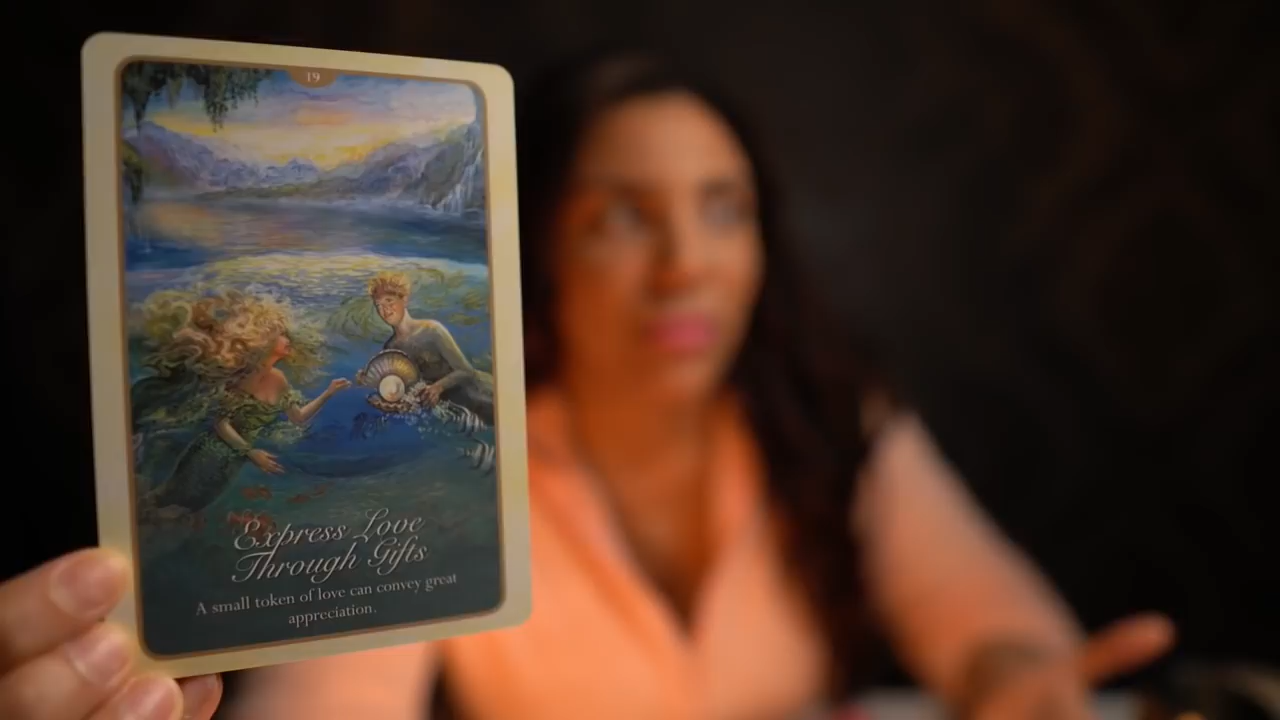 19
Express Love
Through Gifts
A small token of love can convey great
appreciation.